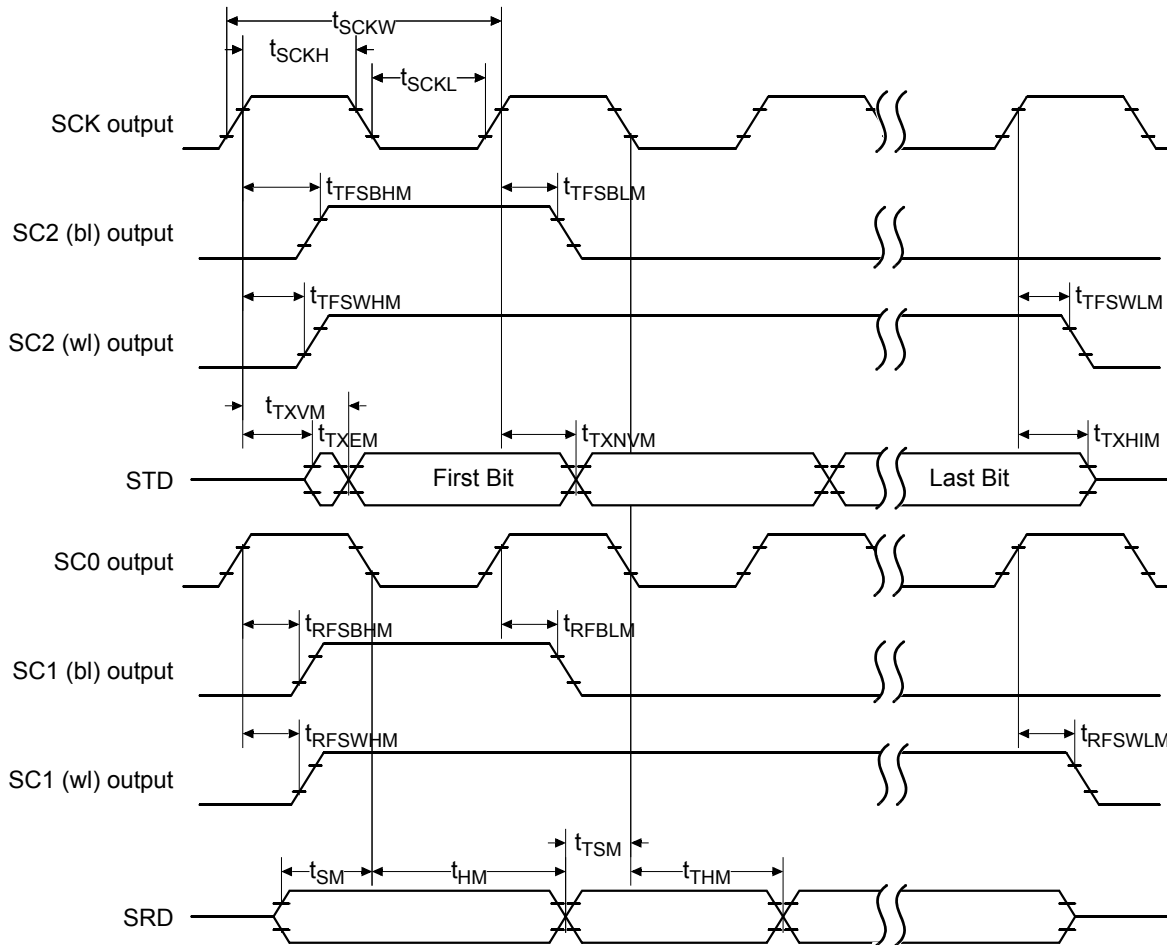 tSCKW
tSCKH
tSCKL
SCK output
tTFSBHM
tTFSBLM
SC2 (bl) output
tTFSWHM
tTFSWLM
SC2 (wl) output
tTXVM
tTXEM
tTXNVM
tTXHIM
STD
First Bit
Last Bit
SC0 output
tRFSBHM
tRFBLM
SC1 (bl) output
tRFSWHM
tRFSWLM
SC1 (wl) output
tTSM
tSM
tHM
tTHM
SRD